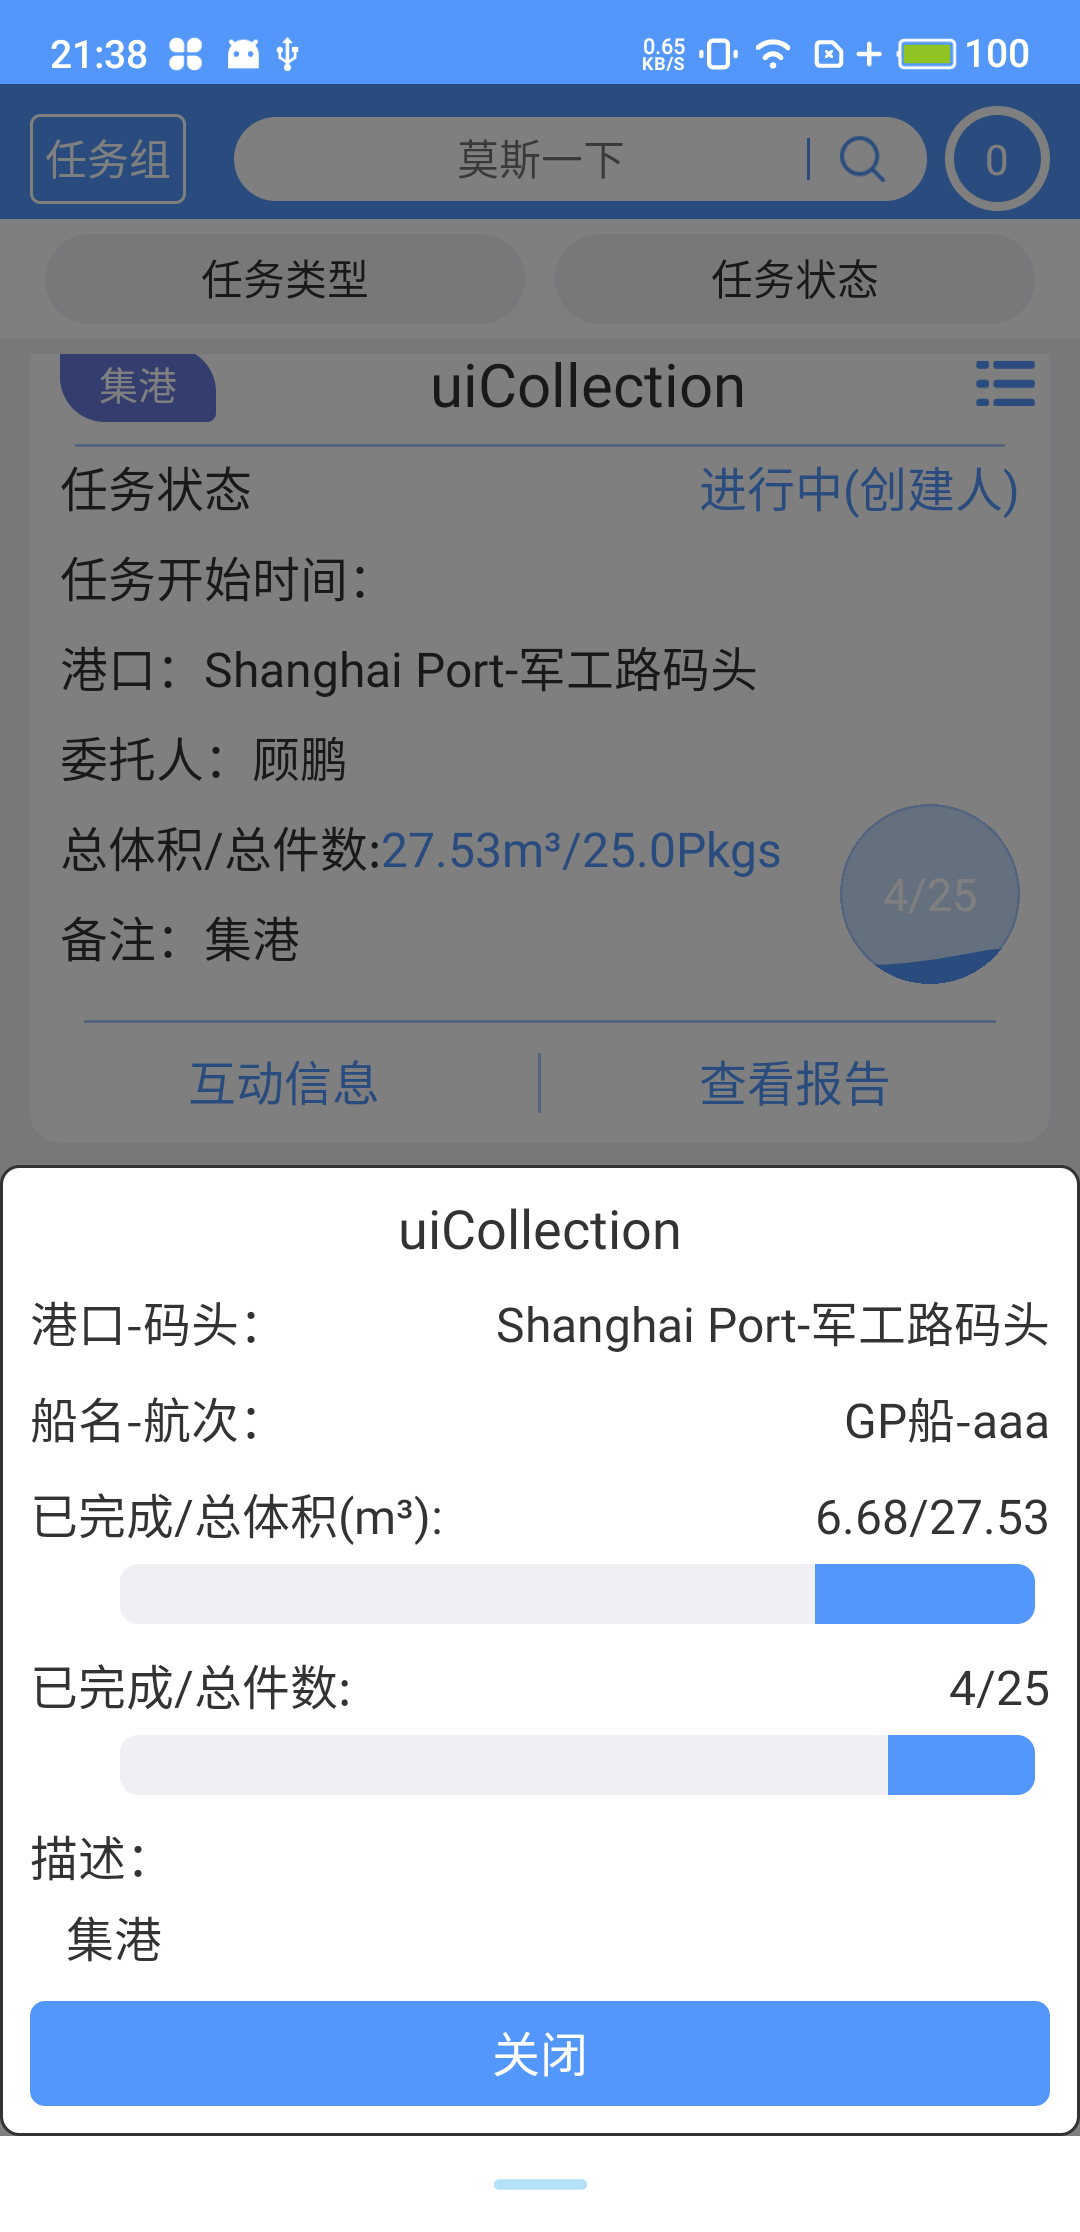 21:38
0.65 KB/S
100
任务组
莫斯一下
0
任务类型
任务状态
集港
uiCollection
任务状态
进行中(创建人)
任务开始时间：
港口：Shanghai Port-军工路码头
委托人：顾鹏
总体积/总件数:27.53m³/25.0Pkgs
4/25
备注：集港
互动信息
查看报告
uiCollection
港口-码头：
Shanghai Port-军工路码头
船名-航次：
GP船-aaa
已完成/总体积(m³):
6.68/27.53
已完成/总件数:
4/25
描述：
集港
关闭